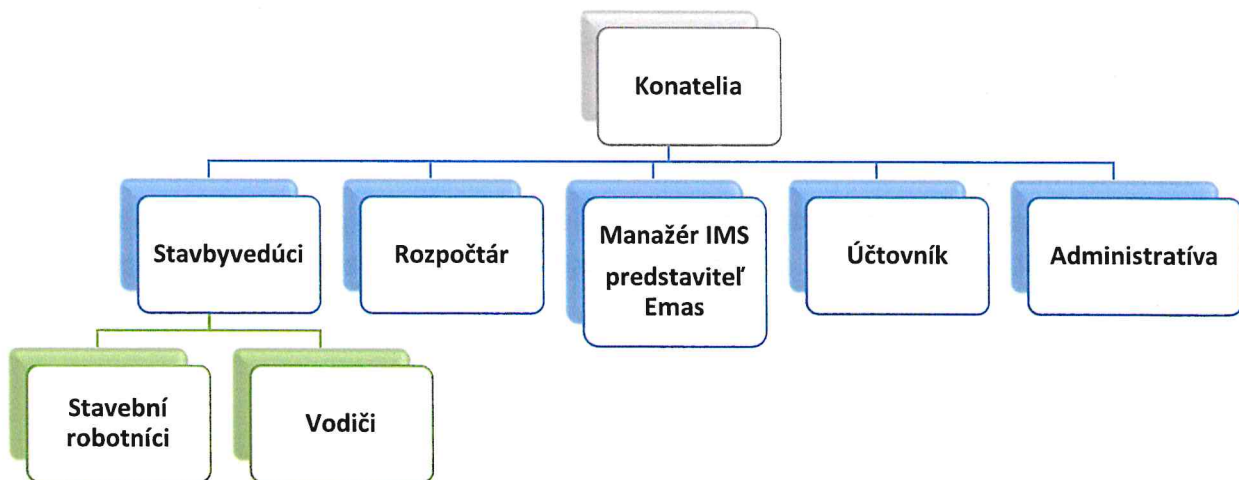 Konatelia
Stavbyvedúci
Rozpočtár
Manažér IMS
predstaviteľ
Emas
Účtovník
Administratíva
Stavební
robotníci
Vodiči